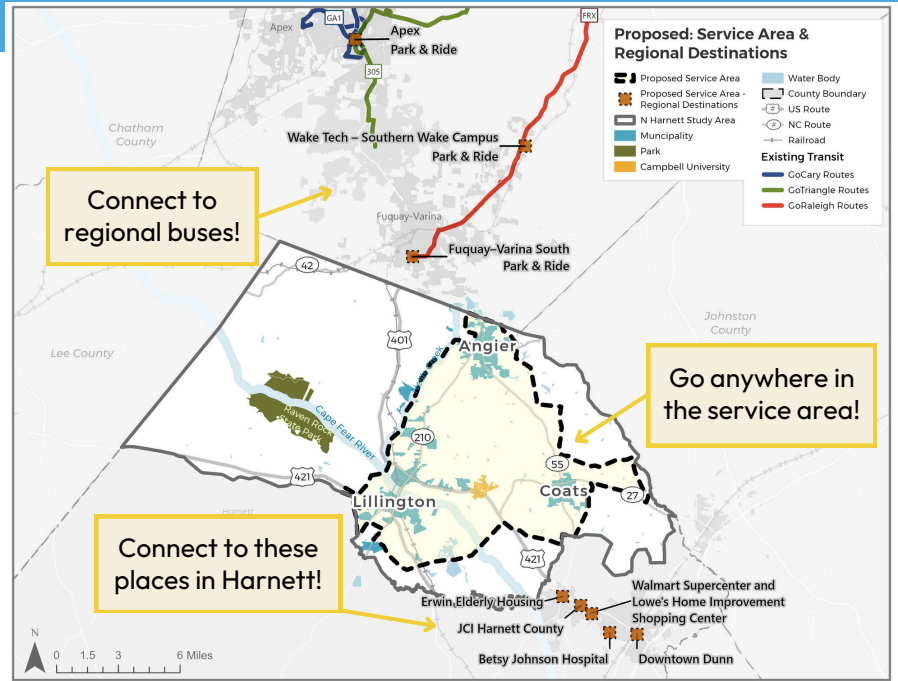 GA1
FRX
Apex
Apex
Park & Ride
305
Chatham
County
Wake Tech – Southern Wake Campus
Park & Ride
Proposed: Service Area &
Regional Destinations
Proposed Service Area
Proposed Service Area -
Regional Destinations
N Harnett Study Area
Muncipality
Park
Campbell University
Water Body
County Boundary
# US Route
# NC Route
Railroad
Existing Transit
GoCary Routes
GoTriangle Routes
GoRaleigh Routes
Connect to
regional buses!
Fuquay-Varina
Fuquay–Varina South
Park & Ride
42
401
Johnston
County
Lee County
Angier
Creek
Go anywhere in
the service area!
Raven Rock
State Park
Cape Fear River
210
55
421
27
Lillington
Coats
Harnett
421
Connect to these
places in Harnett!
Erwin Elderly Housing
JCI Harnett County
Walmart Supercenter and
Lowe's Home Improvement
Shopping Center
Betsy Johnson Hospital
Downtown Dunn
N
0 1.5 3 6 Miles